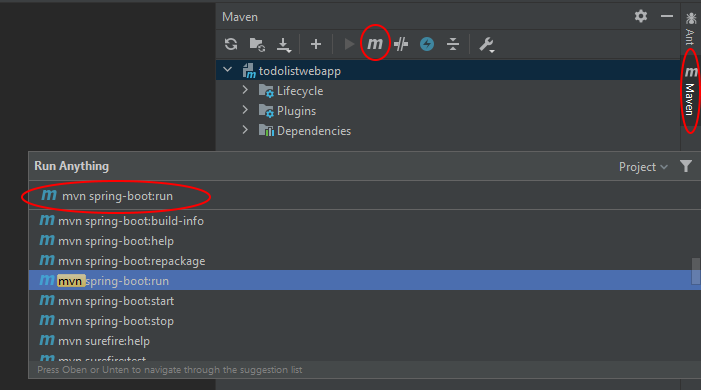 Maven
Ant
m
Maven
todolistwebapp
Lifecycle
Plugins
Dependencies
Run Anything
Project
m mvn spring-boot:run
m mvn spring-boot:build-info
m mvn spring-boot:help
m mvn spring-boot:repackage
m mvn spring-boot:run
m mvn spring-boot:start
m mvn spring-boot:stop
m mvn surefire:help
m mvn surefire:test
Press Oben or Unten to navigate through the suggestion list